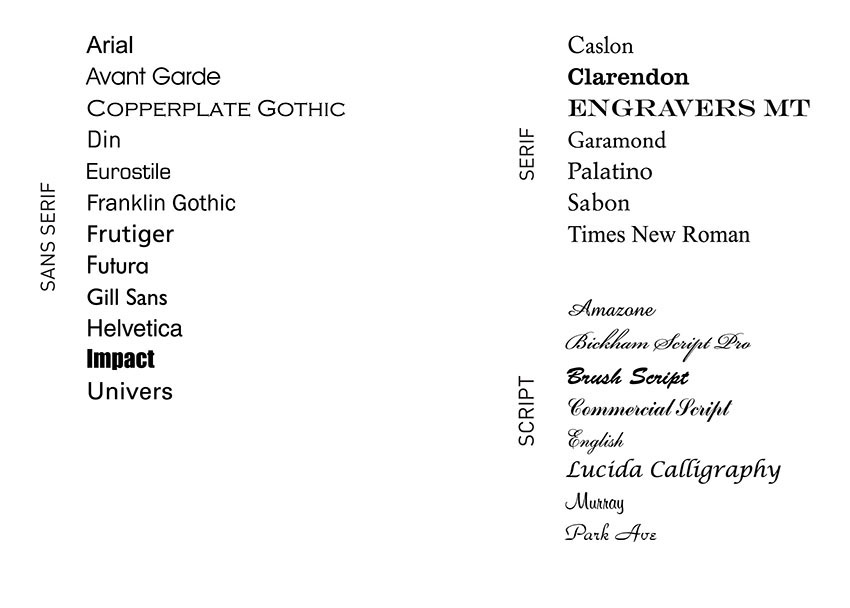 SANS SERIF
Arial
Avant Garde
COPPERPLATE GOTHIC
Din
Eurostile
Franklin Gothic
Frutiger
Futura
Gill Sans
Helvetica
Impact
Univers
SERIF
Caslon
Clarendon
ENGRAVERS MT
Garamond
Palatino
Sabon
Times New Roman
SCRIPT
Amazone
Bickham Script Pro
Brush Script
Commercial Script
English
Lucida Calligraphy
Murray
Park Ave